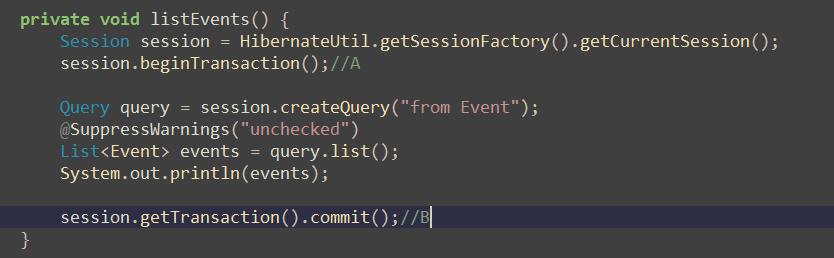 private void listEvents() {
    Session session = HibernateUtil.getSessionFactory().getCurrentSession();
    session.beginTransaction();//A
    Query query = session.createQuery("from Event");
    @SuppressWarnings("unchecked")
    List<Event> events = query.list();
    System.out.println(events);
    session.getTransaction().commit();//B
}